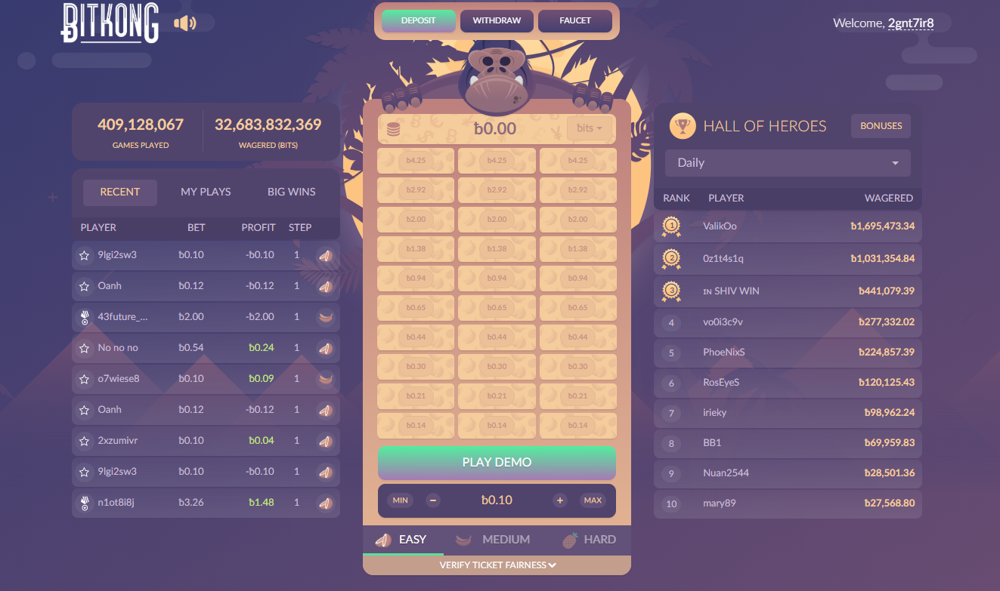 BITKONG
DEPOSIT WITHDRAW FAUCET
Welcome, 2gnt7ir8
409,128,067 32,683,832,369
GAMES PLAYED WAGERED (BITS)
RECENT MY PLAYS BIG WINS
PLAYER BET PROFIT STEP
9lgi2sw3 ƀ0.10 -ƀ0.10 1
Oanh ƀ0.12 -ƀ0.12 1
43future_... ƀ2.00 -ƀ2.00 1
No no no ƀ0.54 ƀ0.24 1
o7wiese8 ƀ0.10 ƀ0.09 1
Oanh ƀ0.12 -ƀ0.12 1
2xzumivr ƀ0.10 ƀ0.04 1
9lgi2sw3 ƀ0.10 -ƀ0.10 1
n1ot8i8j ƀ3.26 ƀ1.48 1
ƀ0.00 bits
ƀ4.25 ƀ4.25 ƀ4.25
ƀ2.92 ƀ2.92 ƀ2.92
ƀ2.00 ƀ2.00 ƀ2.00
ƀ1.38 ƀ1.38 ƀ1.38
ƀ0.94 ƀ0.94 ƀ0.94
ƀ0.65 ƀ0.65 ƀ0.65
ƀ0.44 ƀ0.44 ƀ0.44
ƀ0.30 ƀ0.30 ƀ0.30
ƀ0.21 ƀ0.21 ƀ0.21
ƀ0.14 ƀ0.14 ƀ0.14
PLAY DEMO
MIN − ƀ0.10 + MAX
EASY MEDIUM HARD
VERIFY TICKET FAIRNESS
HALL OF HEROES BONUSES
Daily
RANK PLAYER WAGERED
1 ValikOo ƀ1,695,473.34
2 0z1t4s1q ƀ1,031,354.84
3 ɪɴ SHIV WIN ƀ441,079.39
4 vo0i3c9v ƀ277,332.02
5 PhoeNixS ƀ224,857.39
6 RosEyeS ƀ120,125.43
7 irieky ƀ98,962.24
8 BB1 ƀ69,959.83
9 Nuan2544 ƀ28,501.36
10 mary89 ƀ27,568.80